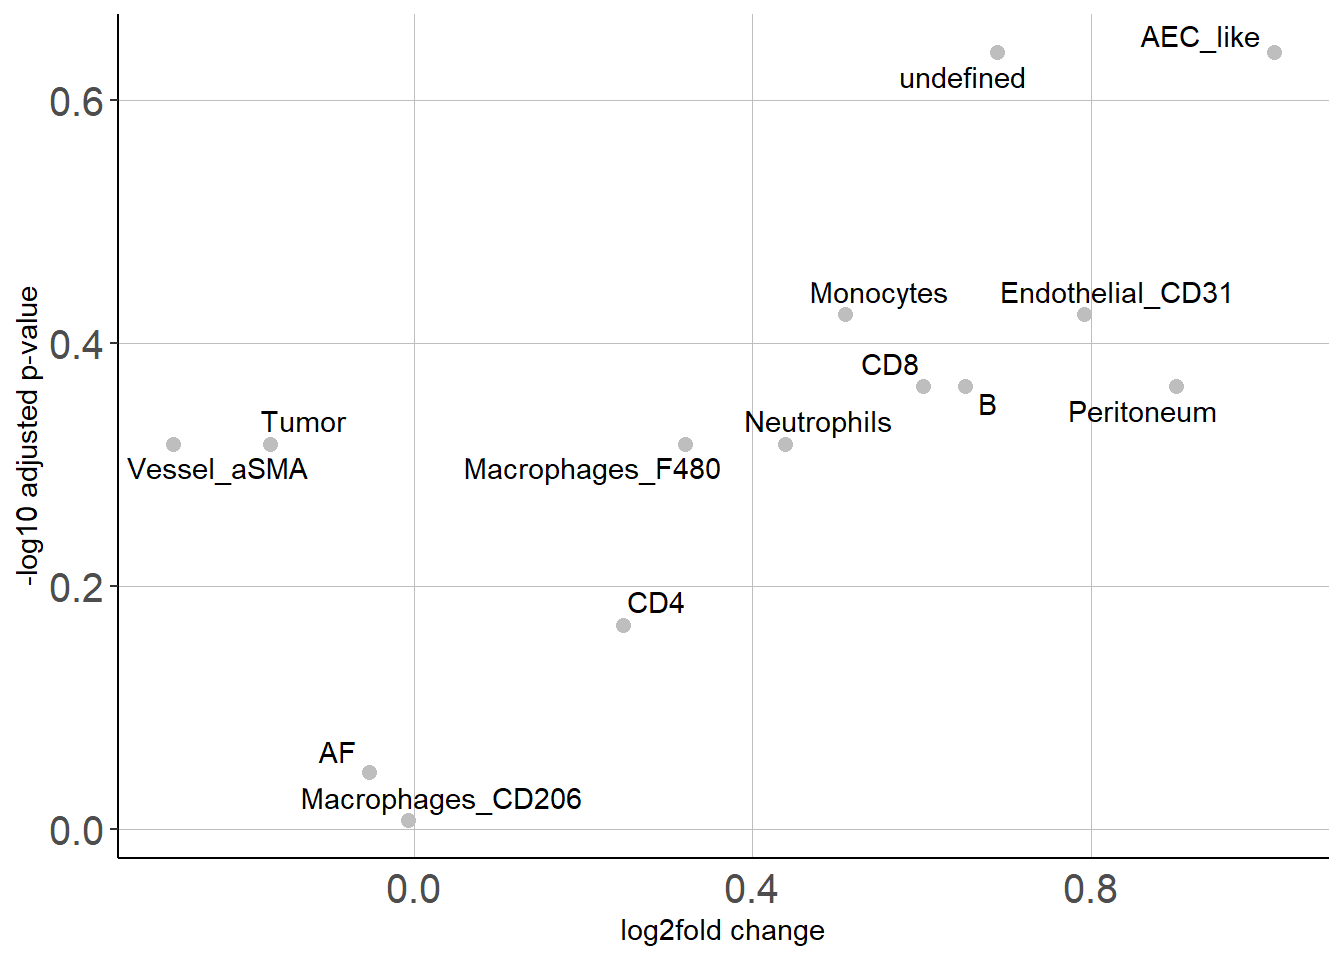 AEC_like
undefined
0.6
Monocytes
Endothelial_CD31
0.4
CD8
B
Peritoneum
Tumor
Neutrophils
Vessel_aSMA
Macrophages_F480
-log10 adjusted p-value
0.2
CD4
AF
Macrophages_CD206
0.0
0.0
0.4
0.8
log2fold change